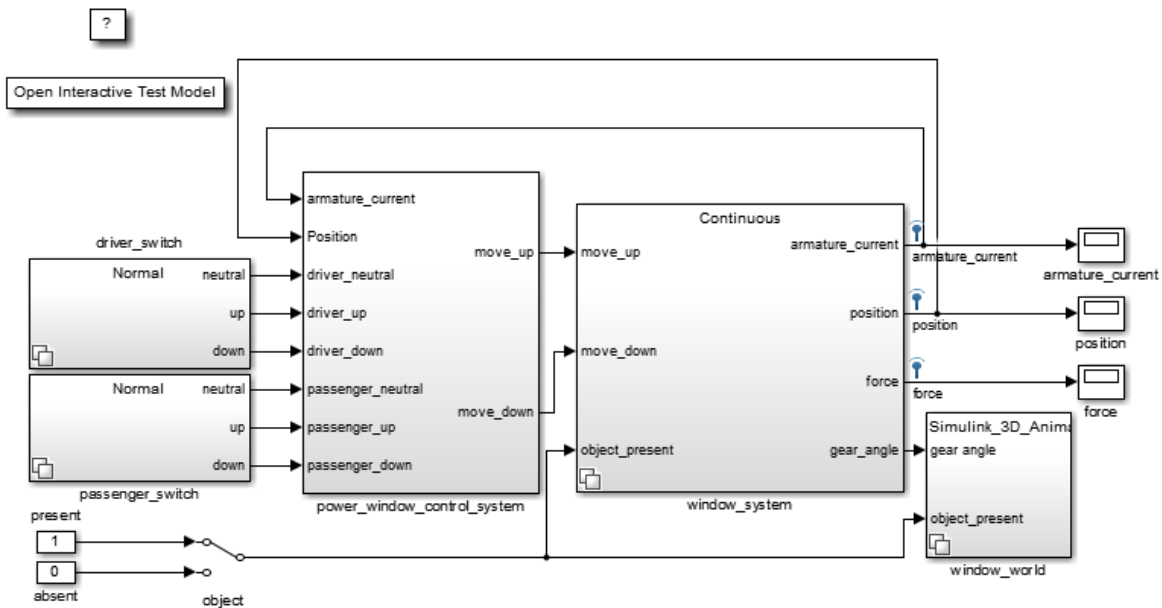 ?
Open Interactive Test Model
driver_switch
Normal
neutral
up
down
Normal
neutral
up
down
passenger_switch
armature_current
Position
driver_neutral
driver_up
driver_down
passenger_neutral
passenger_up
passenger_down
move_up
move_down
power_window_control_system
Continuous
move_up
move_down
object_present
armature_current
position
force
gear_angle
window_system
armature_current
position
force
armature_current
position
force
Simulink_3D_Anima
gear angle
object_present
window_world
present
1
0
absent
object